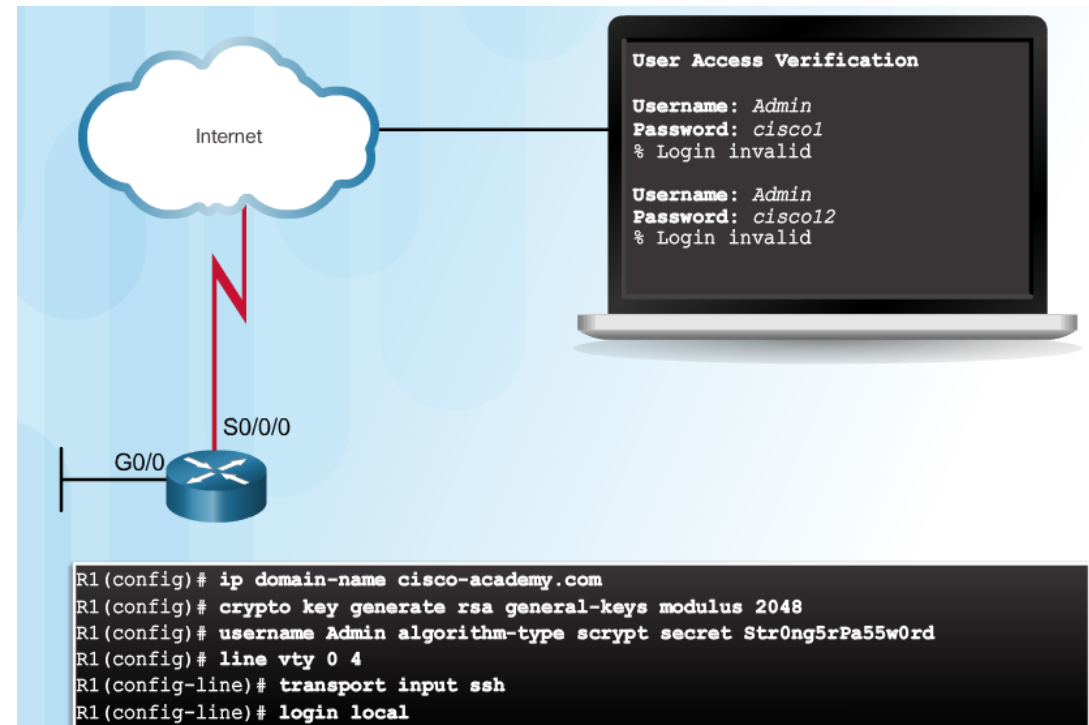 Internet
User Access Verification
Username: Admin
Password: cisco1
% Login invalid
Username: Admin
Password: cisco12
% Login invalid
S0/0/0
G0/0
R1(config)# ip domain-name cisco-academy.com
R1(config)# crypto key generate rsa general-keys modulus 2048
R1(config)# username Admin algorithm-type scrypt secret Str0ng5rPa55w0rd
R1(config)# line vty 0 4
R1(config-line)# transport input ssh
R1(config-line)# login local